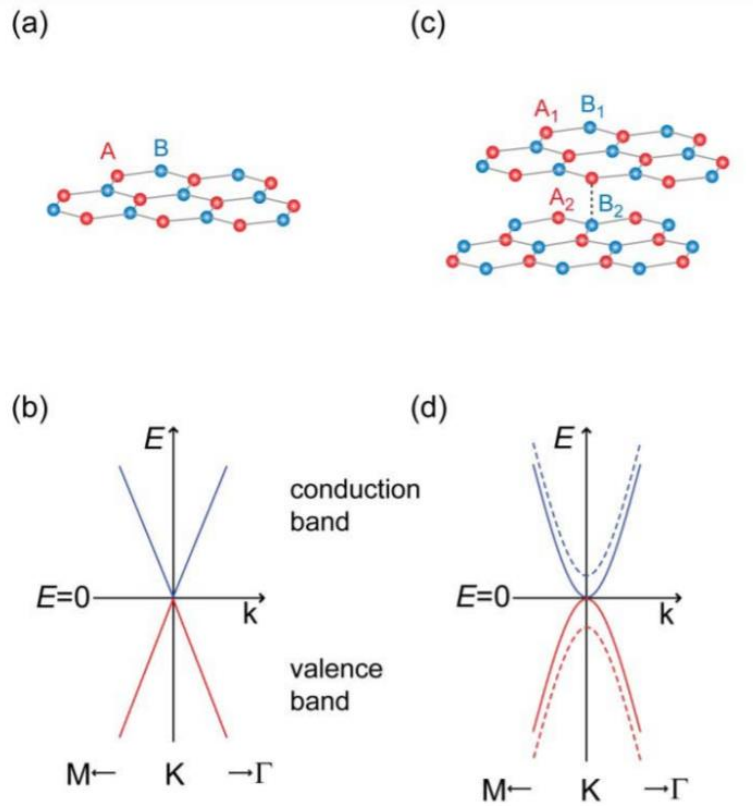 (a)
A B
(c)
A₁ B₁
A₂ B₂
(b)
E
conduction
band
E=0
k
valence
band
M← K →Γ
(d)
E
E=0
k
M← K →Γ